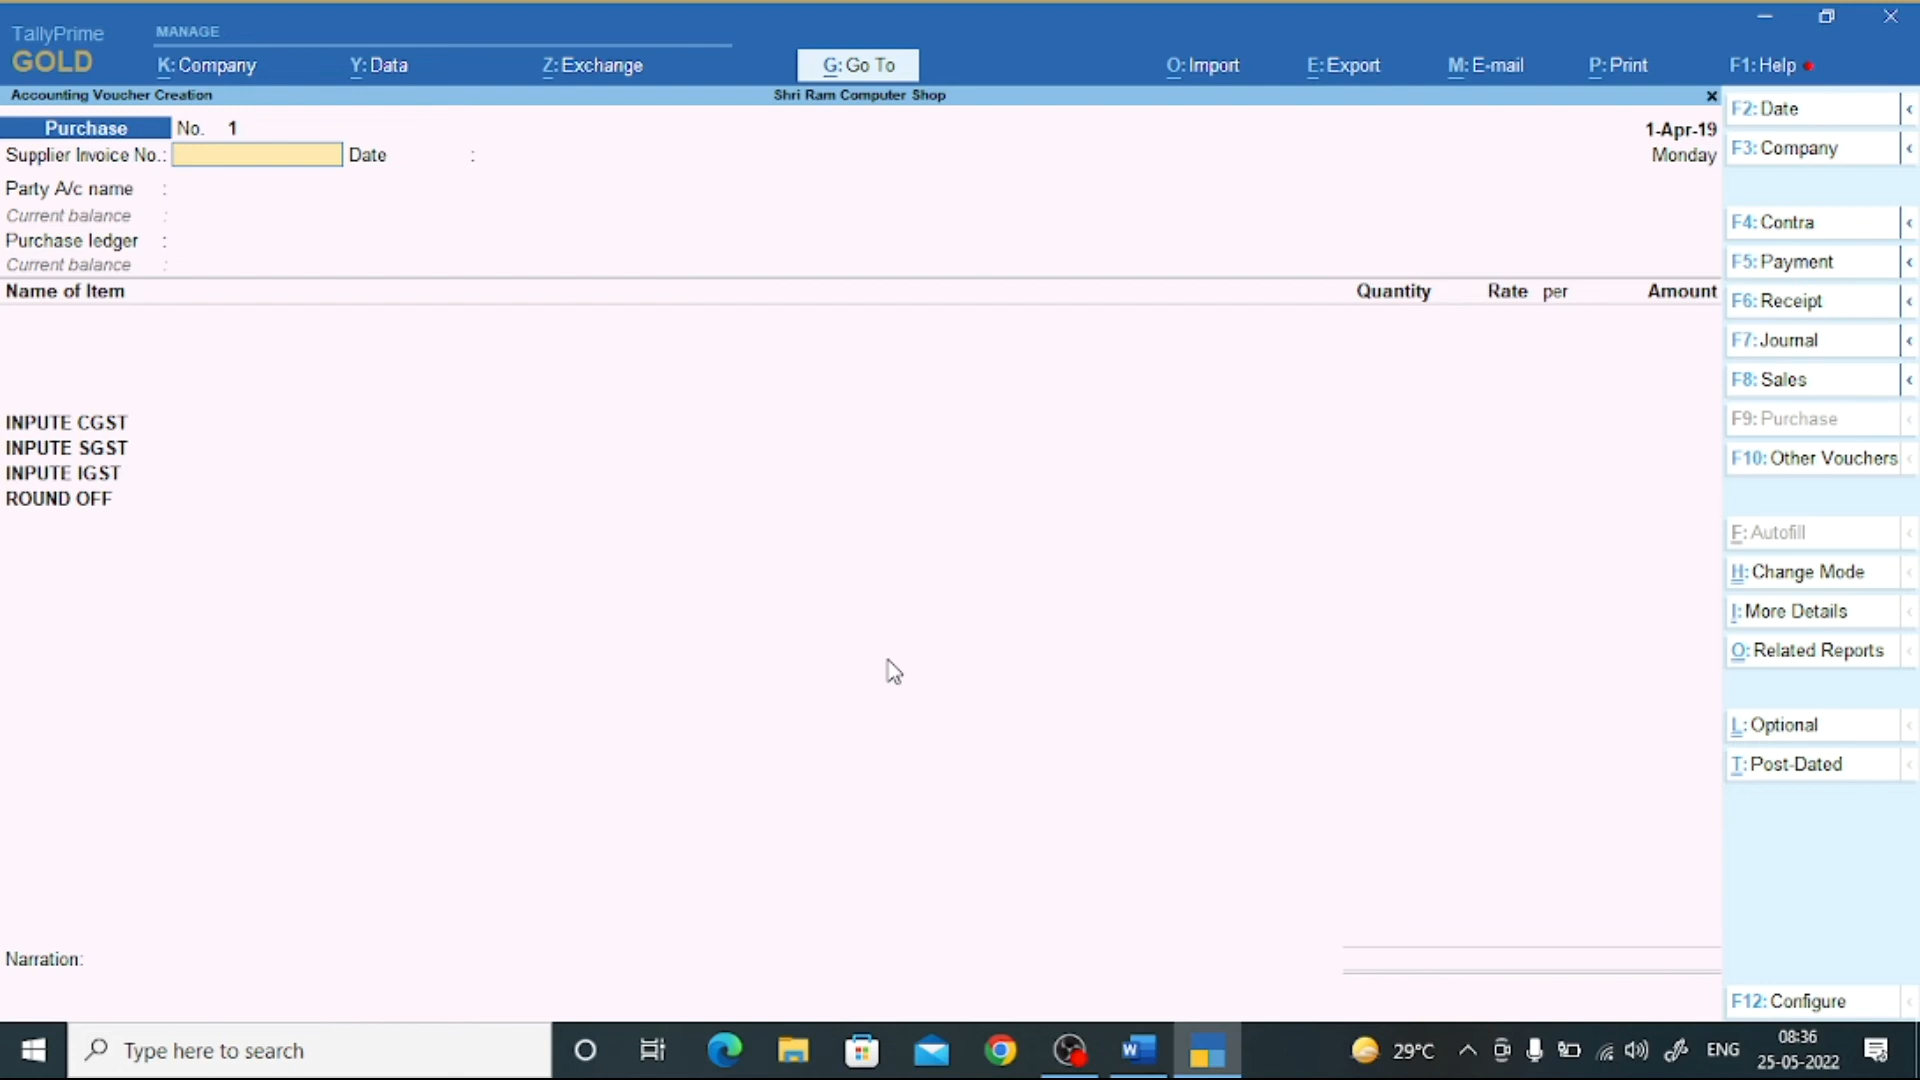 TallyPrime
GOLD
MANAGE
K: Company
Y: Data
Z: Exchange
G: Go To
O: Import
E: Export
M: E-mail
P: Print
F1: Help
Accounting Voucher Creation
Shri Ram Computer Shop
Purchase No. 1
1-Apr-19
Supplier Invoice No.: Date :
Monday
Party A/c name :
Current balance :
Purchase ledger :
Current balance :
Name of Item Quantity Rate per Amount
INPUTE CGST
INPUTE SGST
INPUTE IGST
ROUND OFF
Narration:
F2: Date
F3: Company
F4: Contra
F5: Payment
F6: Receipt
F7: Journal
F8: Sales
F9: Purchase
F10: Other Vouchers
F: Autofill
H: Change Mode
I: More Details
O: Related Reports
L: Optional
T: Post-Dated
F12: Configure
Type here to search
29°C
ENG
08:36
25-05-2022